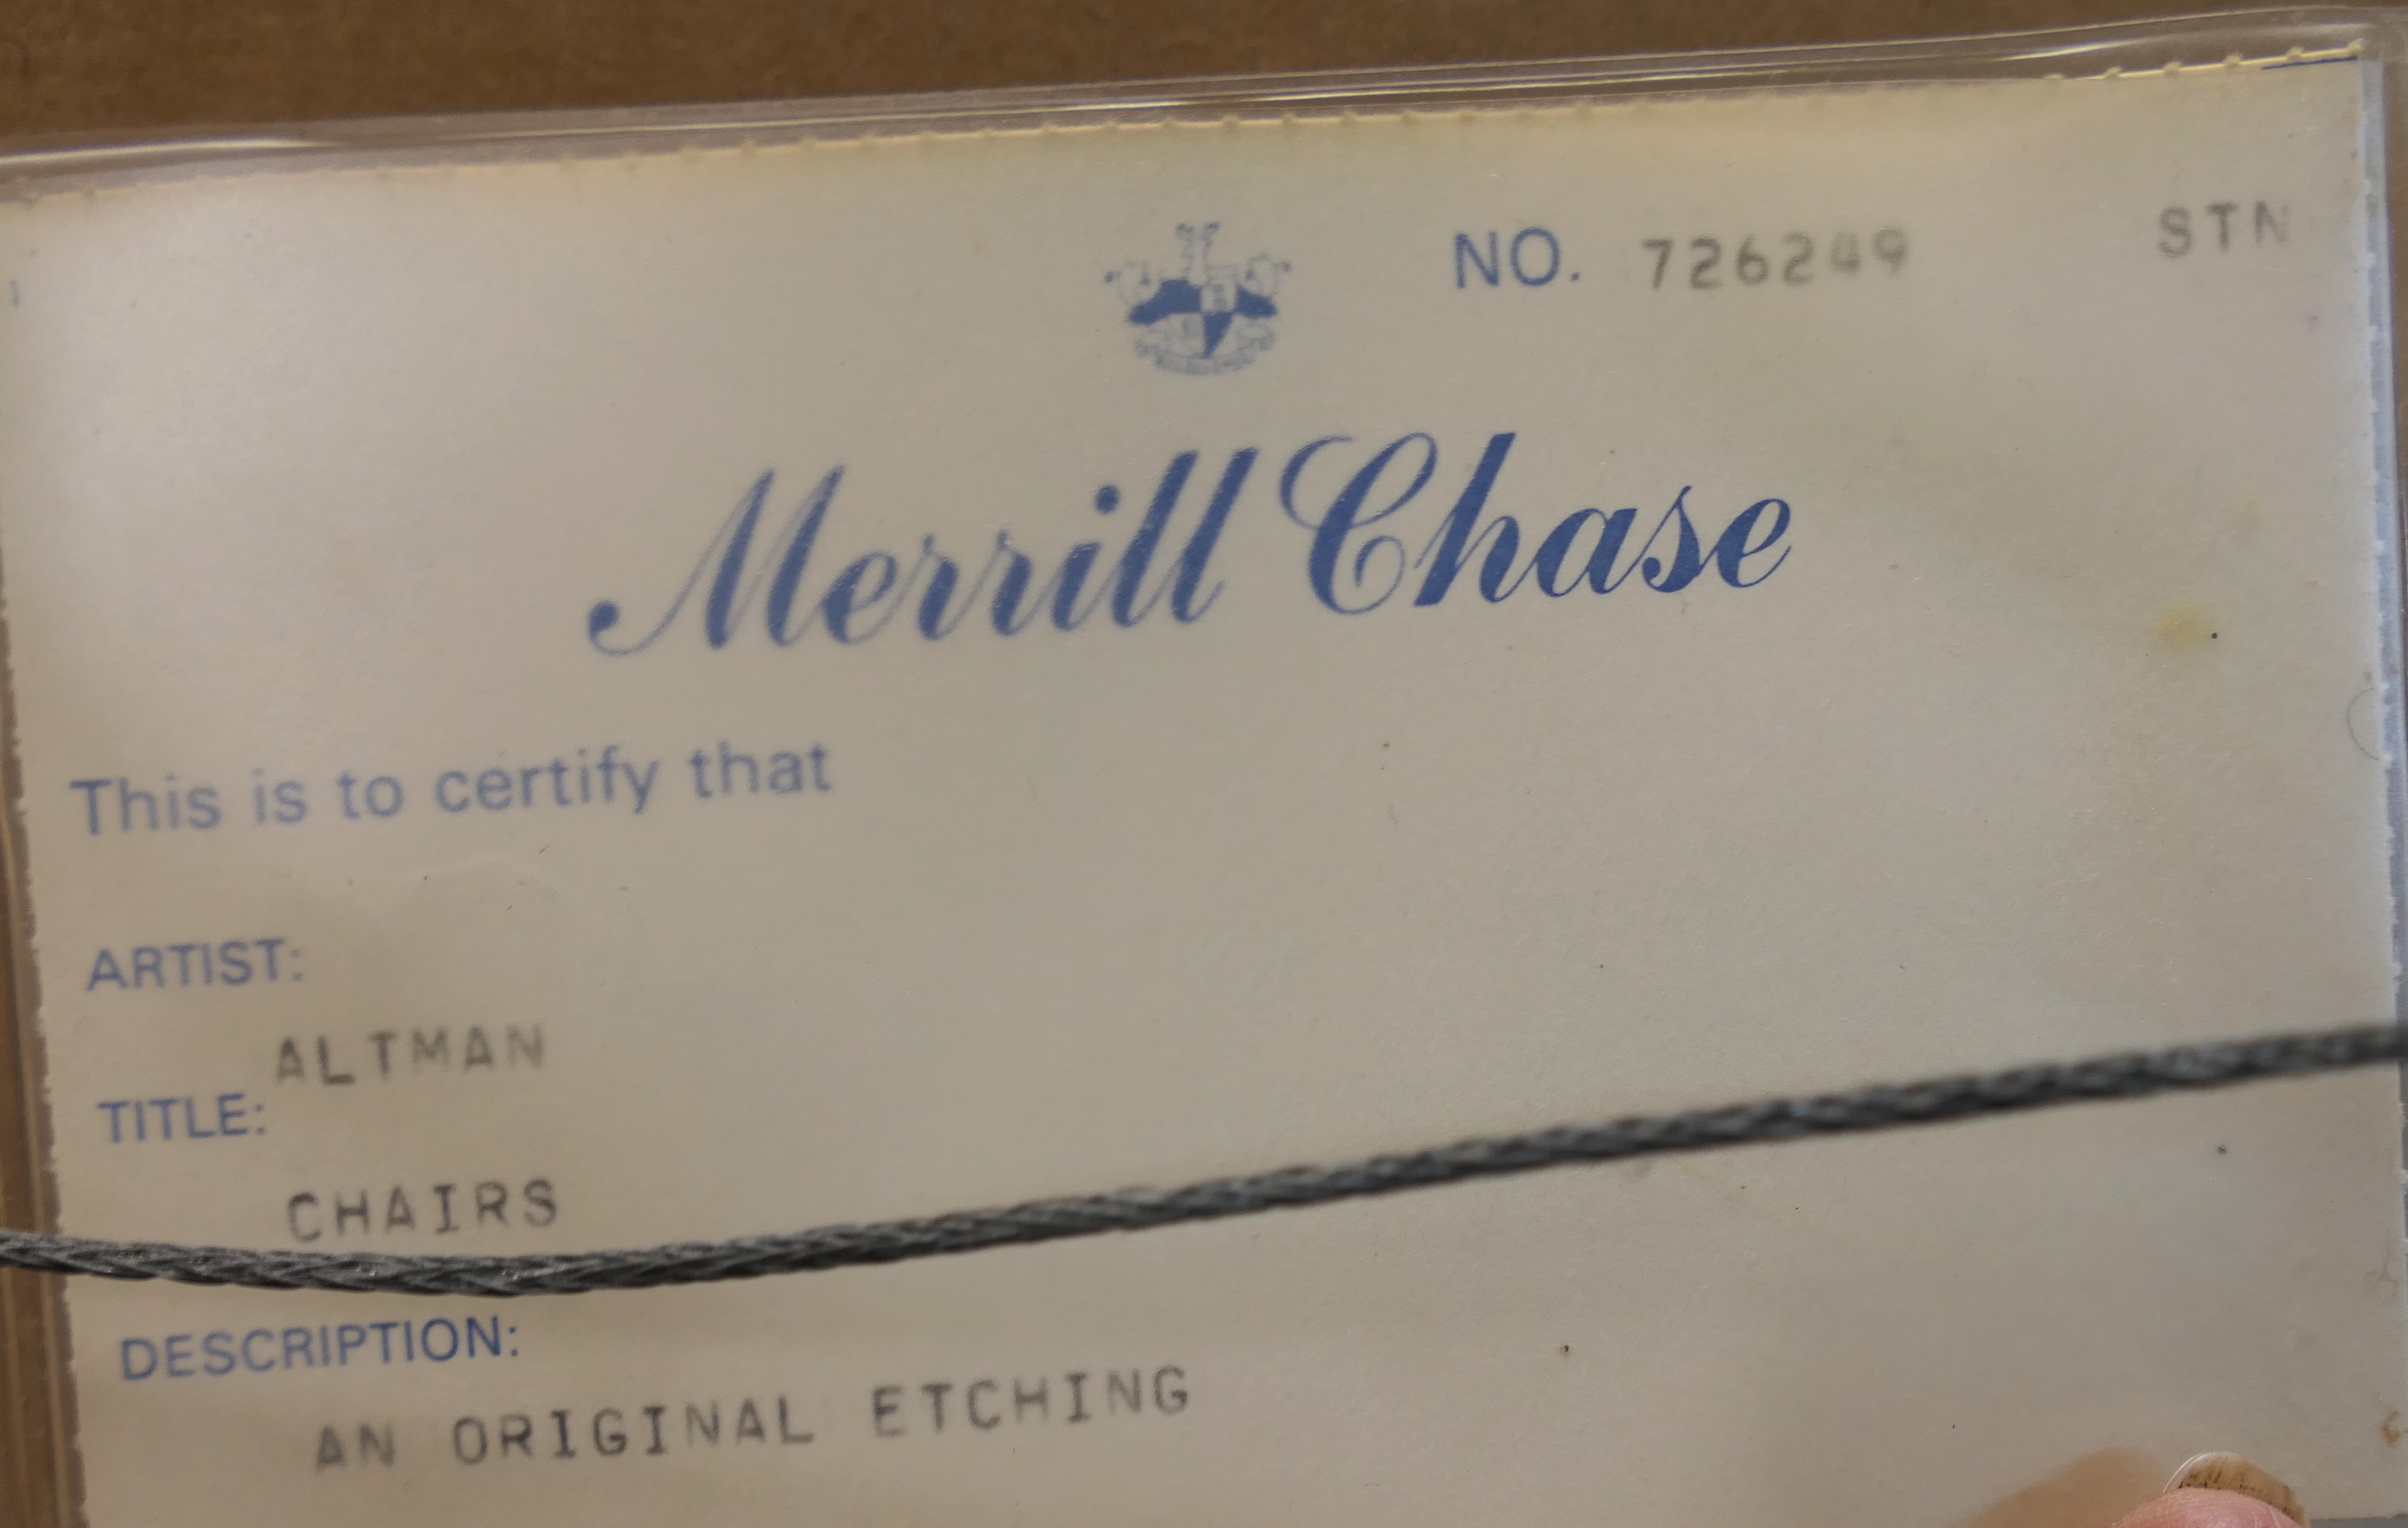 NO. 726249 STN
Merrill Chase
This is to certify that
ARTIST:
ALTMAN
TITLE:
CHAIRS
DESCRIPTION:
AN ORIGINAL ETCHING